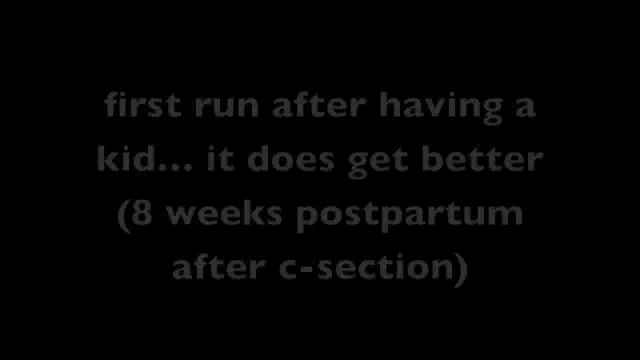 first run after having a
kid... it does get better
(8 weeks postpartum
after c-section)